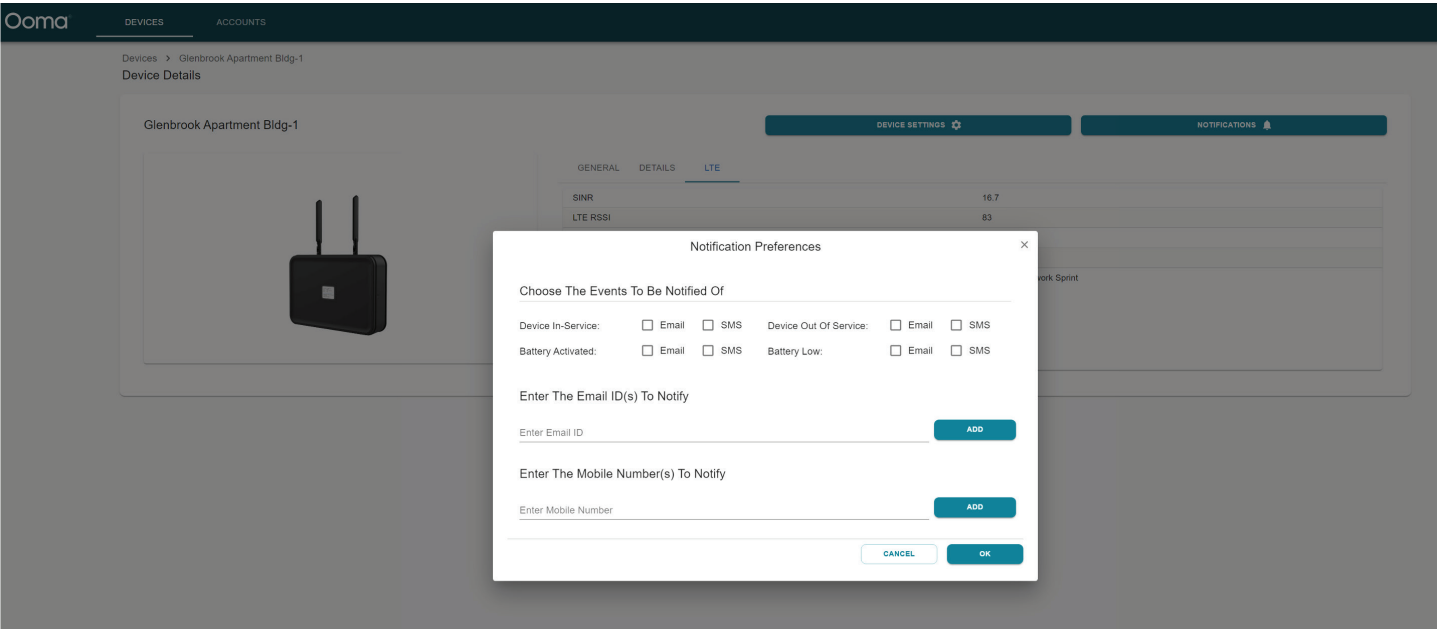 Ooma
DEVICES ACCOUNTS
Devices > Glenbrook Apartment Bldg-1
Device Details
Glenbrook Apartment Bldg-1
DEVICE SETTINGS
NOTIFICATIONS
GENERAL DETAILS LTE
SINR 16.7
LTE RSSI 83
Sprint
Notification Preferences ×
Choose The Events To Be Notified Of
Device In-Service: Email SMS Device Out Of Service: Email SMS
Battery Activated: Email SMS Battery Low: Email SMS
Enter The Email ID(s) To Notify
Enter Email ID ADD
Enter The Mobile Number(s) To Notify
Enter Mobile Number ADD
CANCEL OK